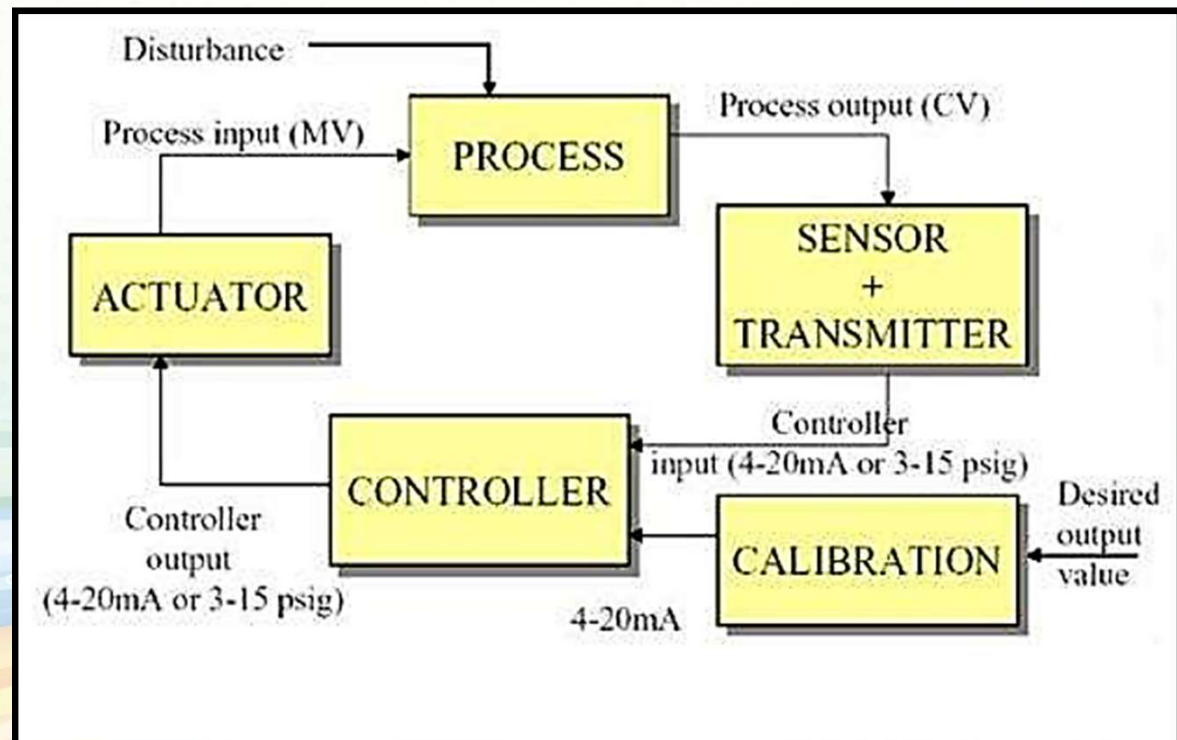 Disturbance
Process input (MV)
PROCESS
Process output (CV)
SENSOR
+
TRANSMITTER
ACTUATOR
Controller
input (4-20mA or 3-15 psig)
CONTROLLER
Controller
output
(4-20mA or 3-15 psig)
4-20mA
CALIBRATION
Desired
output
value